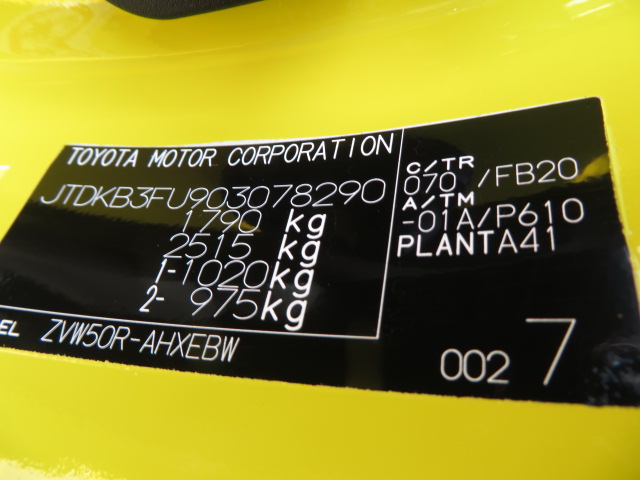 TOYOTA MOTOR CORPORATION
JTDKB3FU903078290
1790 kg
2515 kg
1-1020kg
2- 975kg
EL ZVW50R-AHXEBW
C/TR
070 /FB20
A/TM
-01A/P610
PLANTA41
002 7